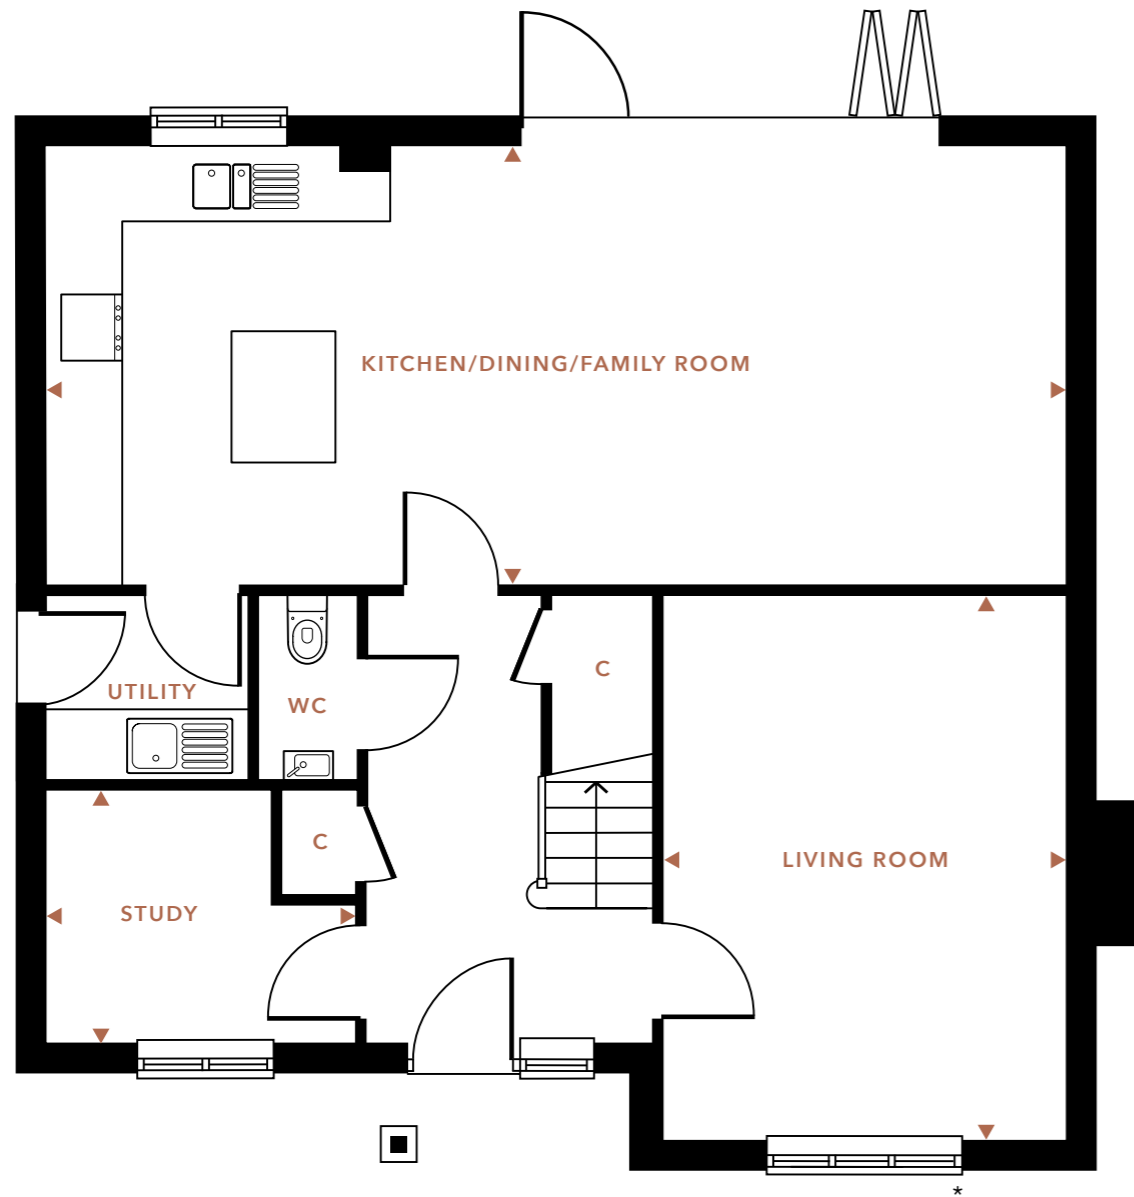 KITCHEN/DINING/FAMILY ROOM
UTILITY
WC
C
C
LIVING ROOM
STUDY
*